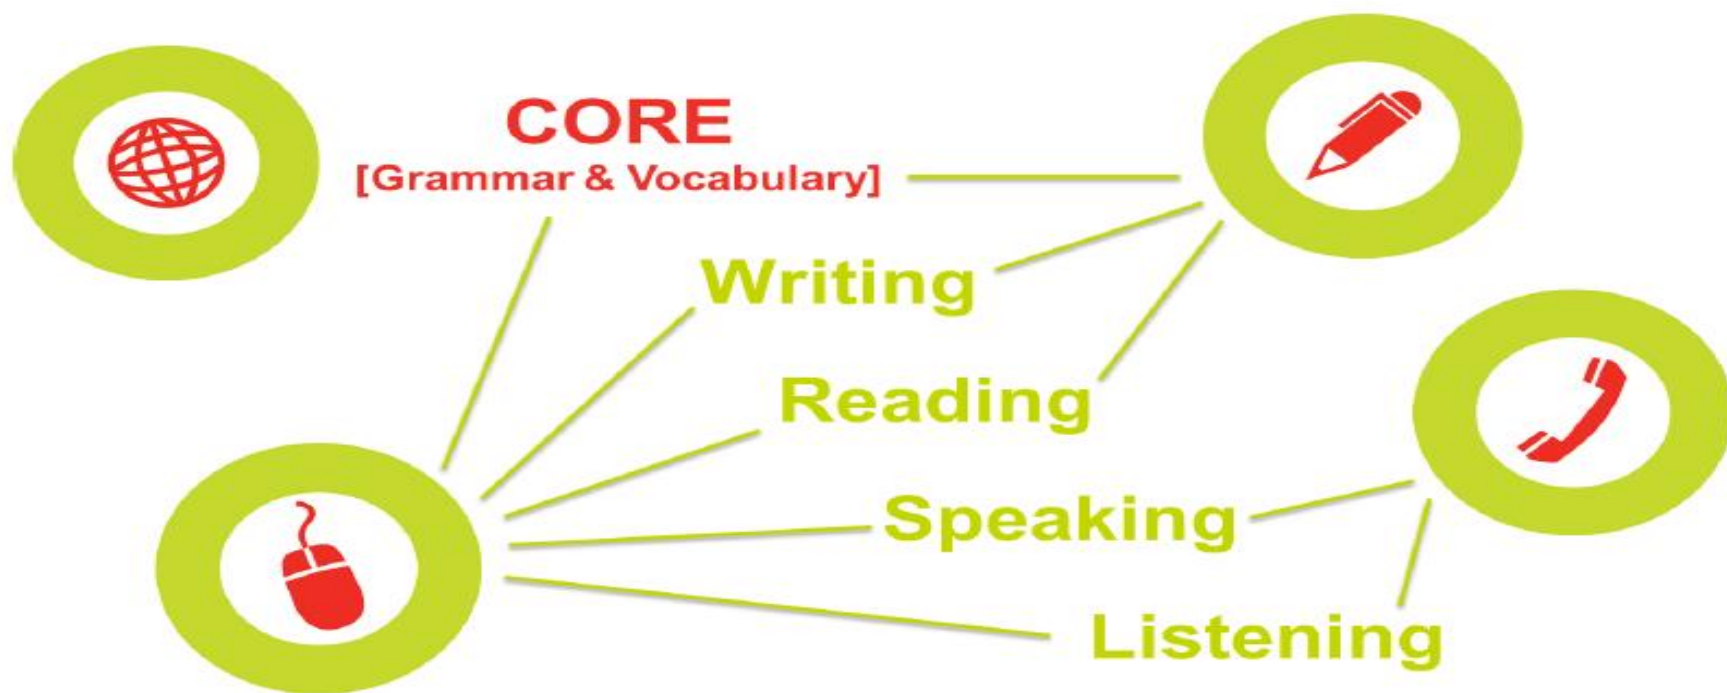 CORE
[Grammar & Vocabulary]
Writing
Reading
Speaking
Listening